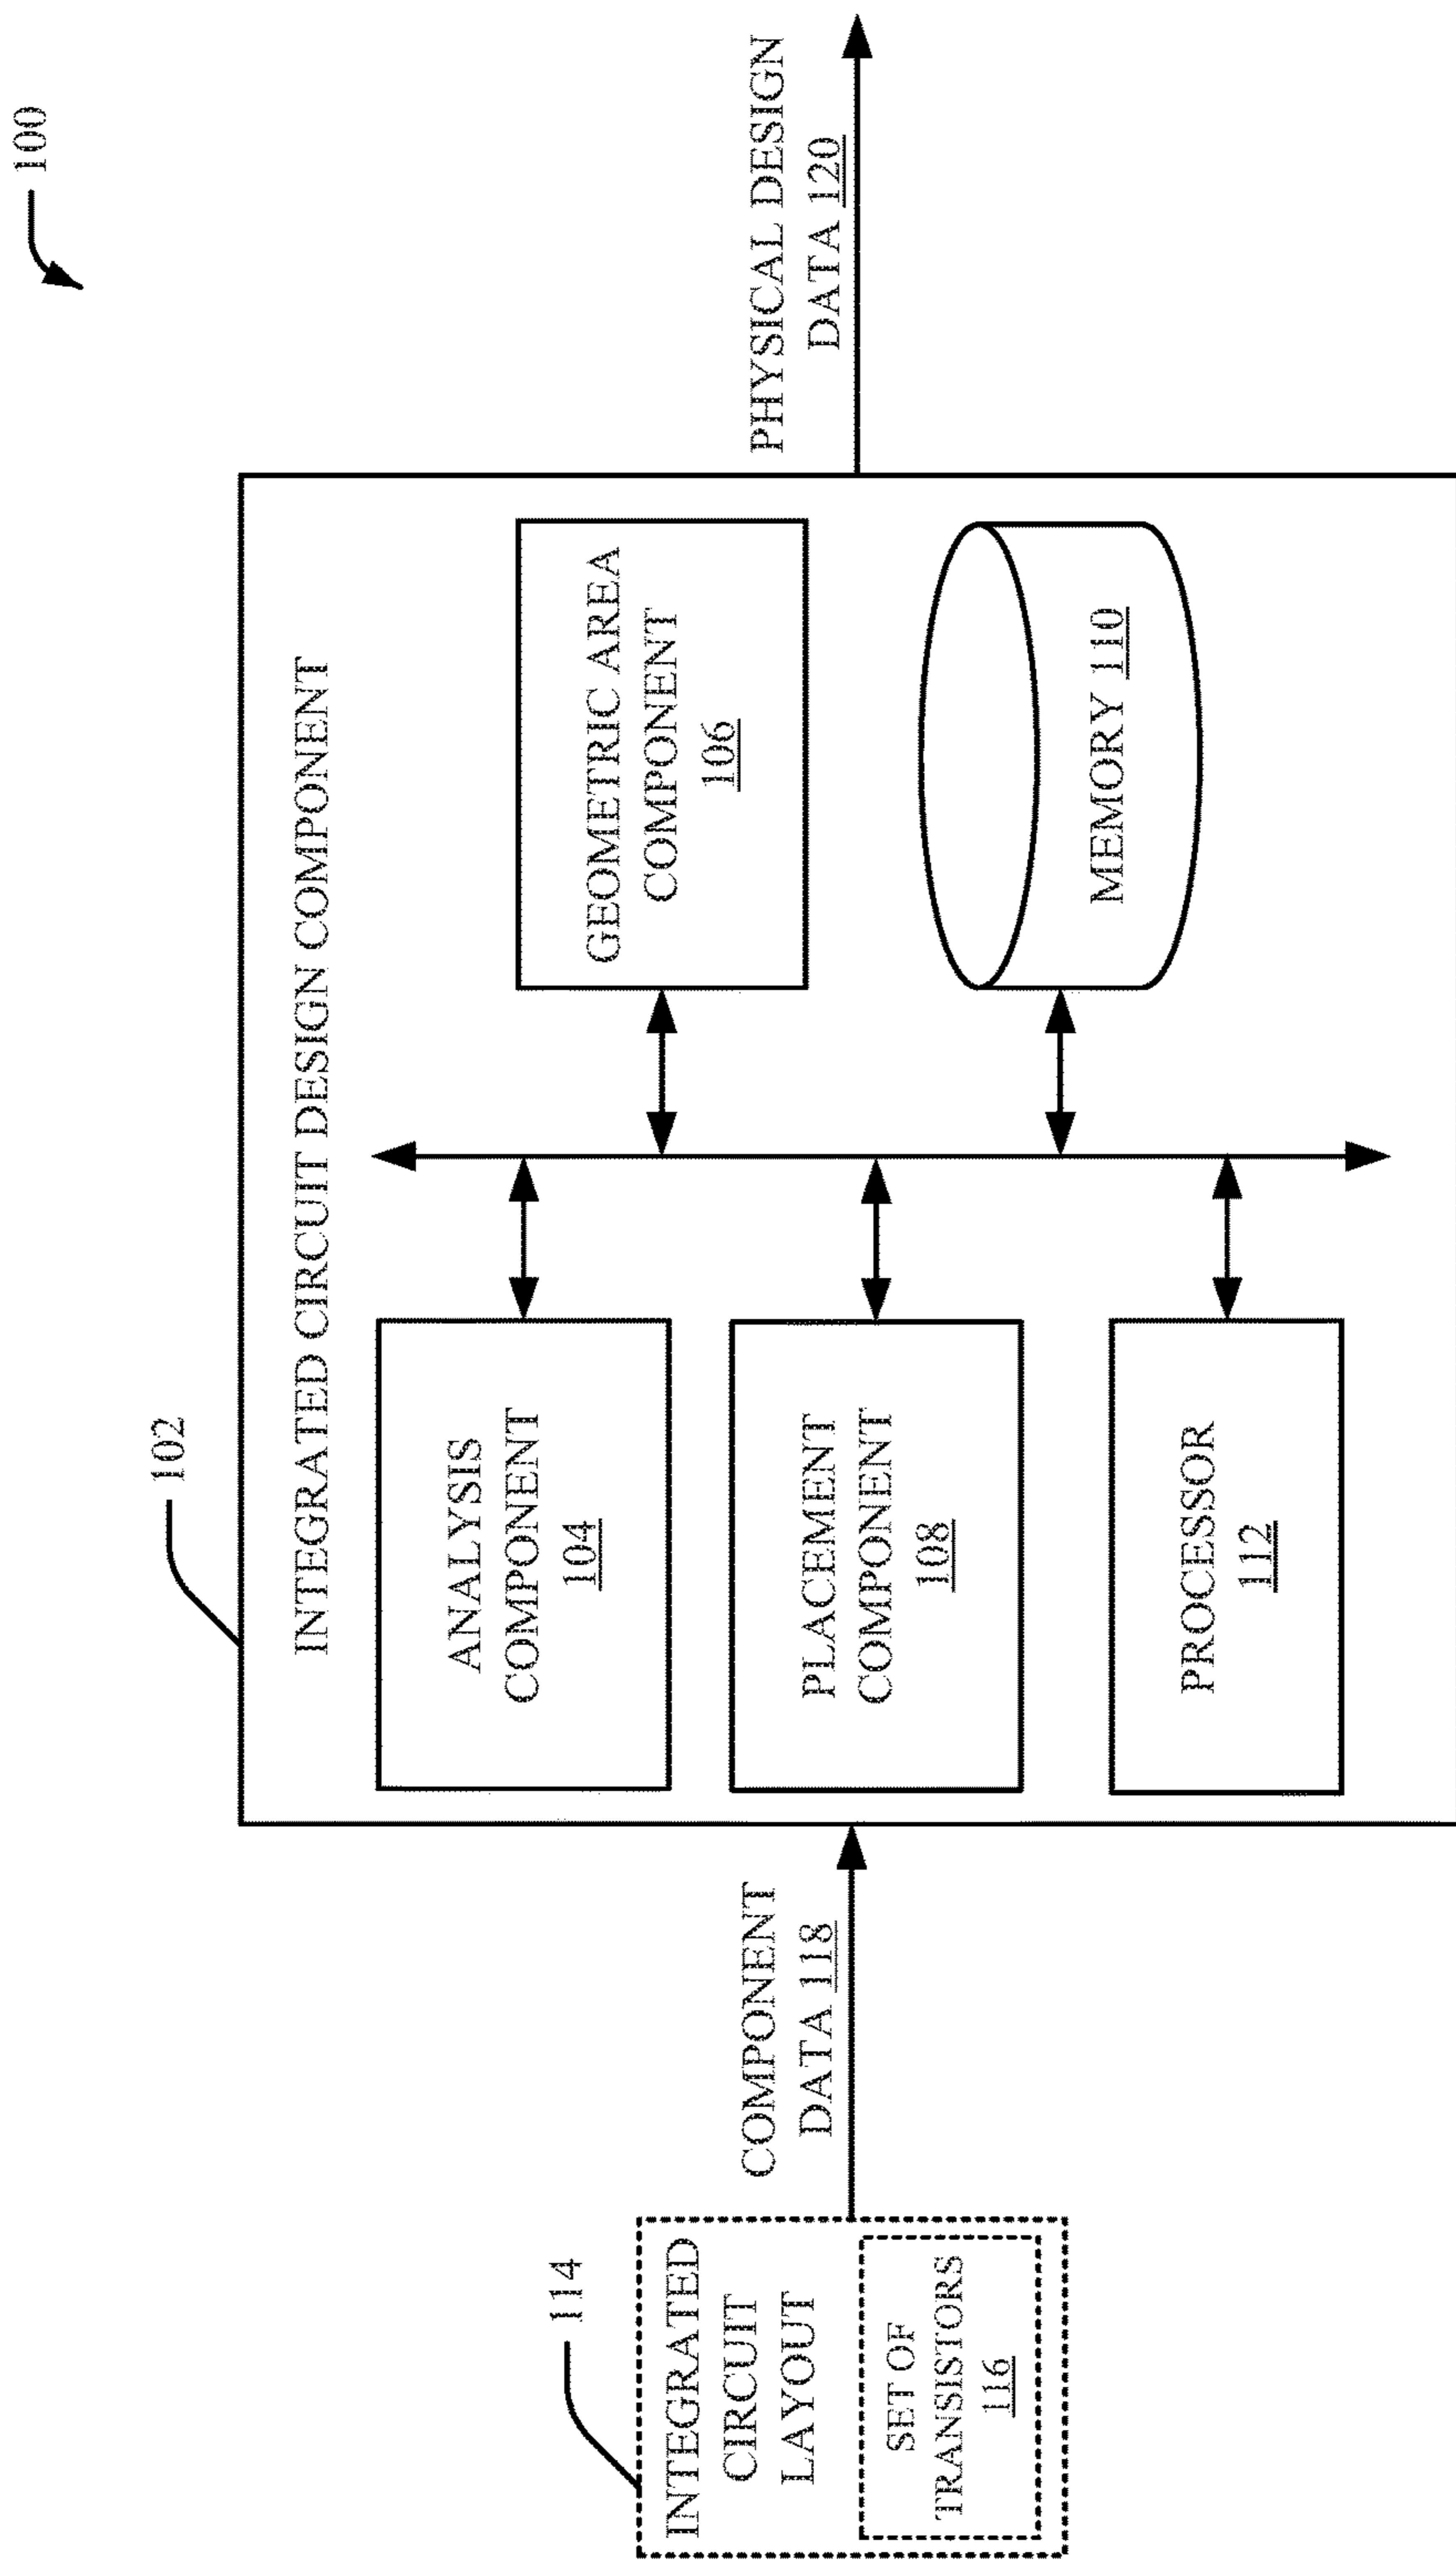 100
102
INTEGRATED CIRCUIT DESIGN COMPONENT
114
INTEGRATED
CIRCUIT
LAYOUT
SET OF
TRANSISTORS
116
COMPONENT
DATA 118
ANALYSIS
COMPONENT
104
PLACEMENT
COMPONENT
108
PROCESSOR
112
GEOMETRIC AREA
COMPONENT
106
MEMORY 110
PHYSICAL DESIGN
DATA 120